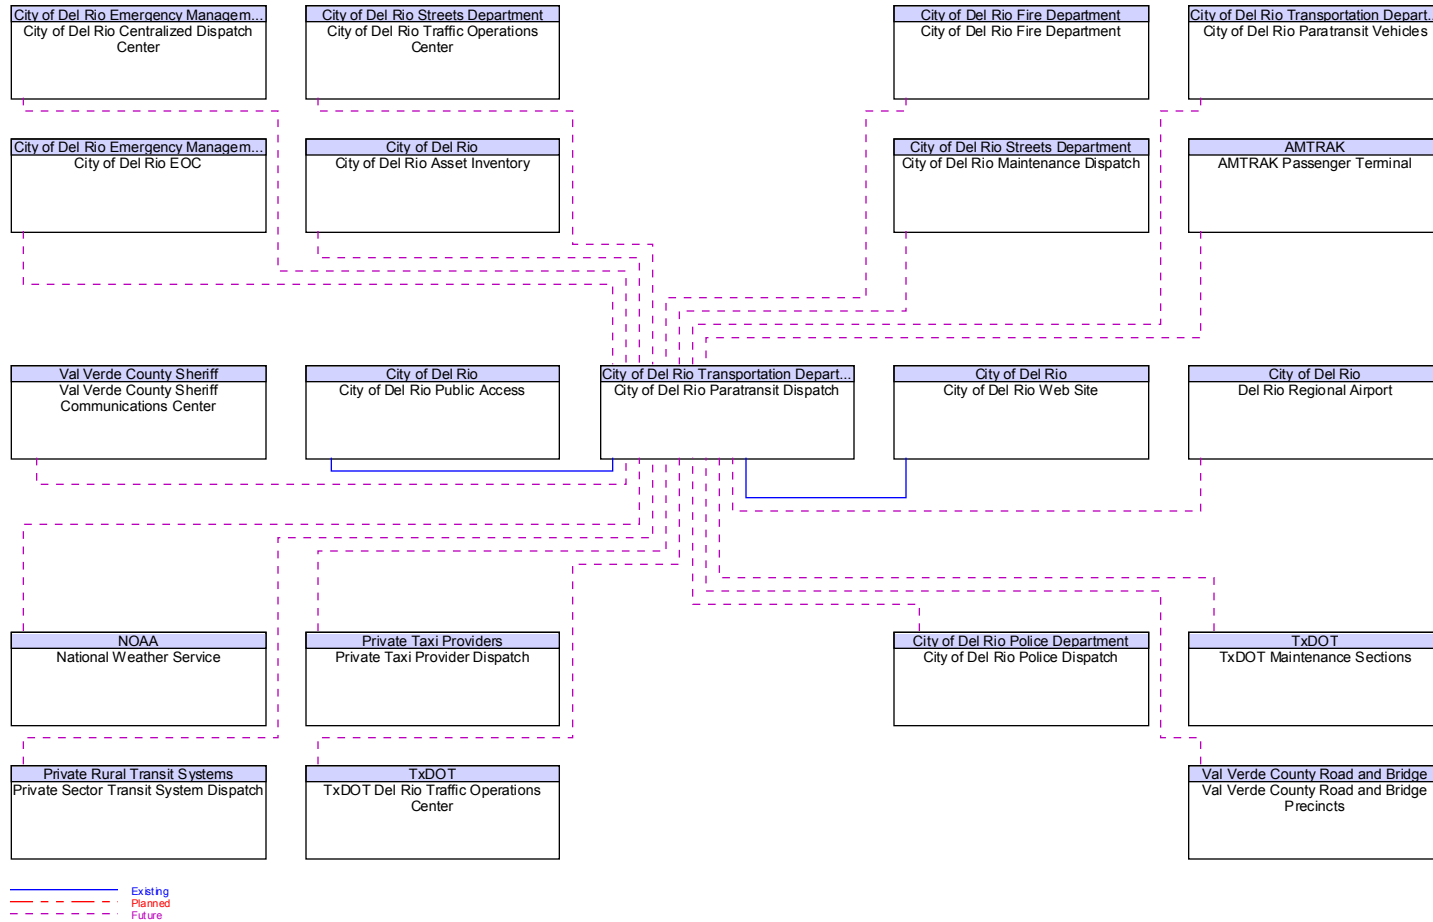 City of Del Rio Emergency Managem...
City of Del Rio Centralized Dispatch
Center
City of Del Rio Streets Department
City of Del Rio Traffic Operations
Center
City of Del Rio Fire Department
City of Del Rio Fire Department
City of Del Rio Transportation Depart...
City of Del Rio Paratransit Vehicles
City of Del Rio Emergency Managem...
City of Del Rio EOC
City of Del Rio
City of Del Rio Asset Inventory
City of Del Rio Streets Department
City of Del Rio Maintenance Dispatch
AMTRAK
AMTRAK Passenger Terminal
Val Verde County Sheriff
Val Verde County Sheriff
Communications Center
City of Del Rio
City of Del Rio Public Access
City of Del Rio Transportation Depart...
City of Del Rio Paratransit Dispatch
City of Del Rio
City of Del Rio Web Site
City of Del Rio
Del Rio Regional Airport
NOAA
National Weather Service
Private Taxi Providers
Private Taxi Provider Dispatch
City of Del Rio Police Department
City of Del Rio Police Dispatch
TxDOT
TxDOT Maintenance Sections
Private Rural Transit Systems
Private Sector Transit System Dispatch
TxDOT
TxDOT Del Rio Traffic Operations
Center
Val Verde County Road and Bridge
Val Verde County Road and Bridge
Precincts
Existing
Planned
Future